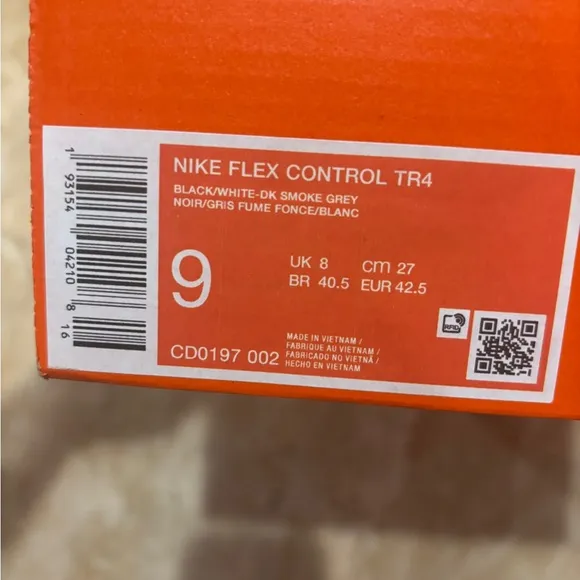 NIKE FLEX CONTROL TR4
BLACK/WHITE-DK SMOKE GREY
NOIR/GRIS FUME FONCE/BLANC
9
UK 8 cm 27
BR 40.5 EUR 42.5
CD0197 002
MADE IN VIETNAM /
FABRIQUE AU VIETNAM /
FABRICADO NO VIETNÃ /
HECHO EN VIETNAM
RFID
1 93154 04210 8 16